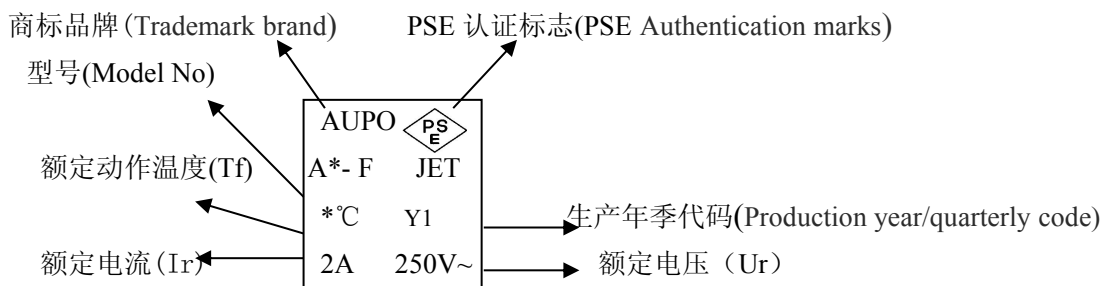 商标品牌(Trademark brand) PSE 认证标志(PSE Authentication marks)
型号(Model No)
AUPO PSE
额定动作温度(Tf) A*- F JET
*℃ Y1 生产年季代码(Production year/quarterly code)
额定电流(Ir) 2A 250V~ 额定电压（Ur）